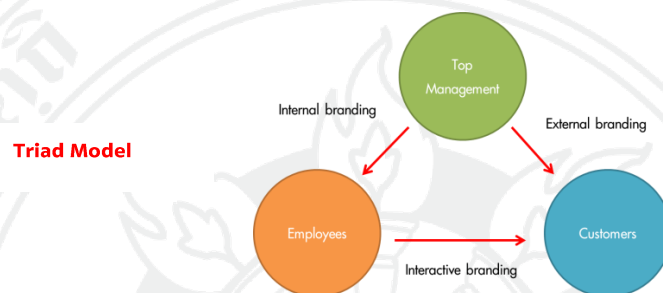 Top
Management
Internal branding
External branding
Triad Model
Employees
Customers
Interactive branding